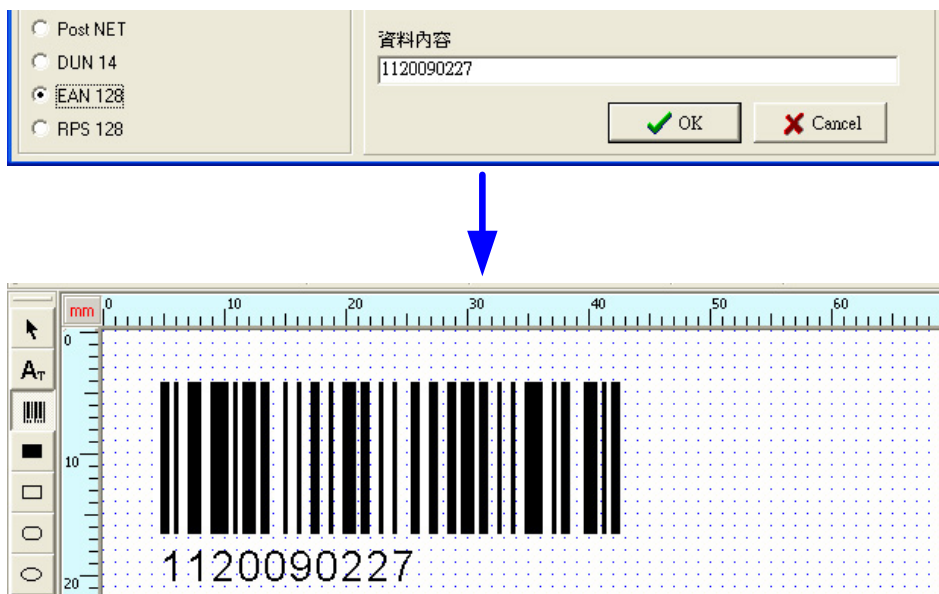 Post NET
DUN 14
EAN 128
RPS 128
資料內容
1120090227
OK
Cancel
mm
0 10 20 30 40 50 60
0
A T
10
20
1120090227